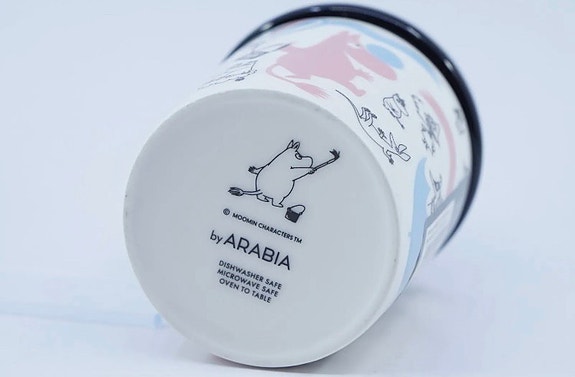 © MOOMIN CHARACTERS™
by ARABIA
DISHWASHER SAFE
MICROWAVE SAFE
OVEN TO TABLE